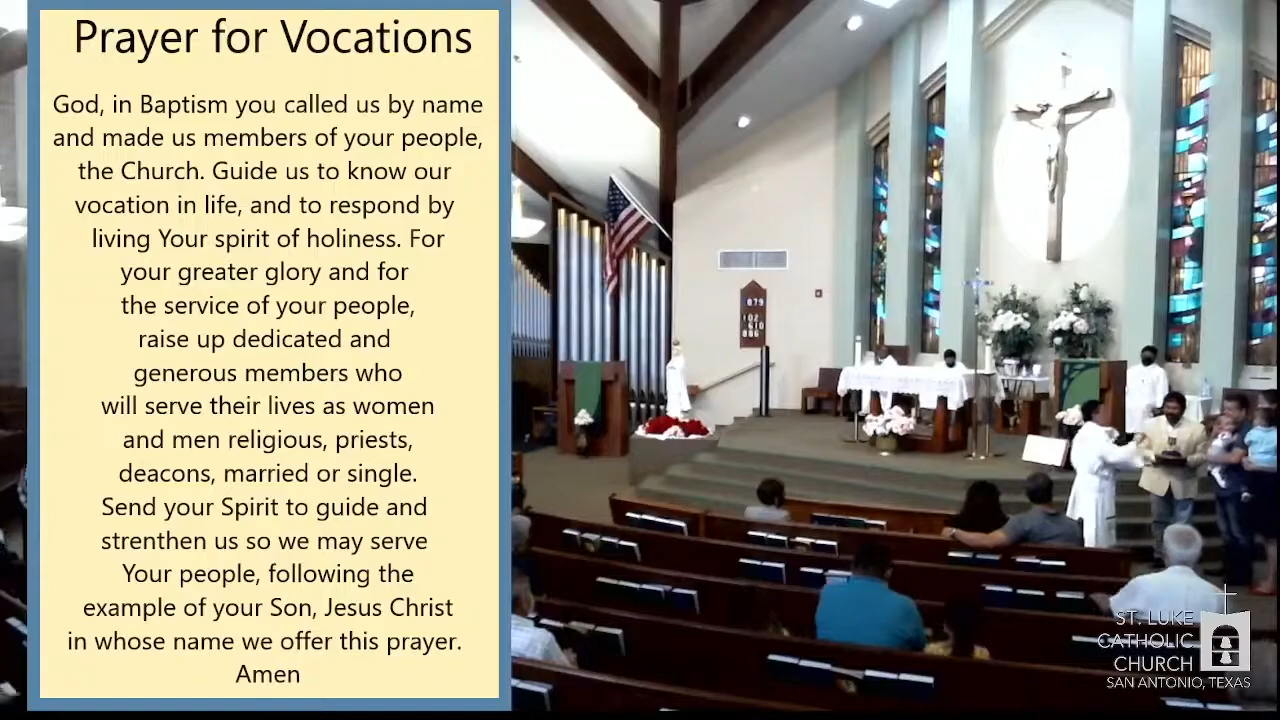 Prayer for Vocations
God, in Baptism you called us by name
and made us members of your people,
the Church. Guide us to know our
vocation in life, and to respond by
living Your spirit of holiness. For
your greater glory and for
the service of your people,
raise up dedicated and
generous members who
will serve their lives as women
and men religious, priests,
deacons, married or single.
Send your Spirit to guide and
strenthen us so we may serve
Your people, following the
example of your Son, Jesus Christ
in whose name we offer this prayer.
Amen
879
102
610
886
ST. LUKE
CATHOLIC
CHURCH
SAN ANTONIO, TEXAS